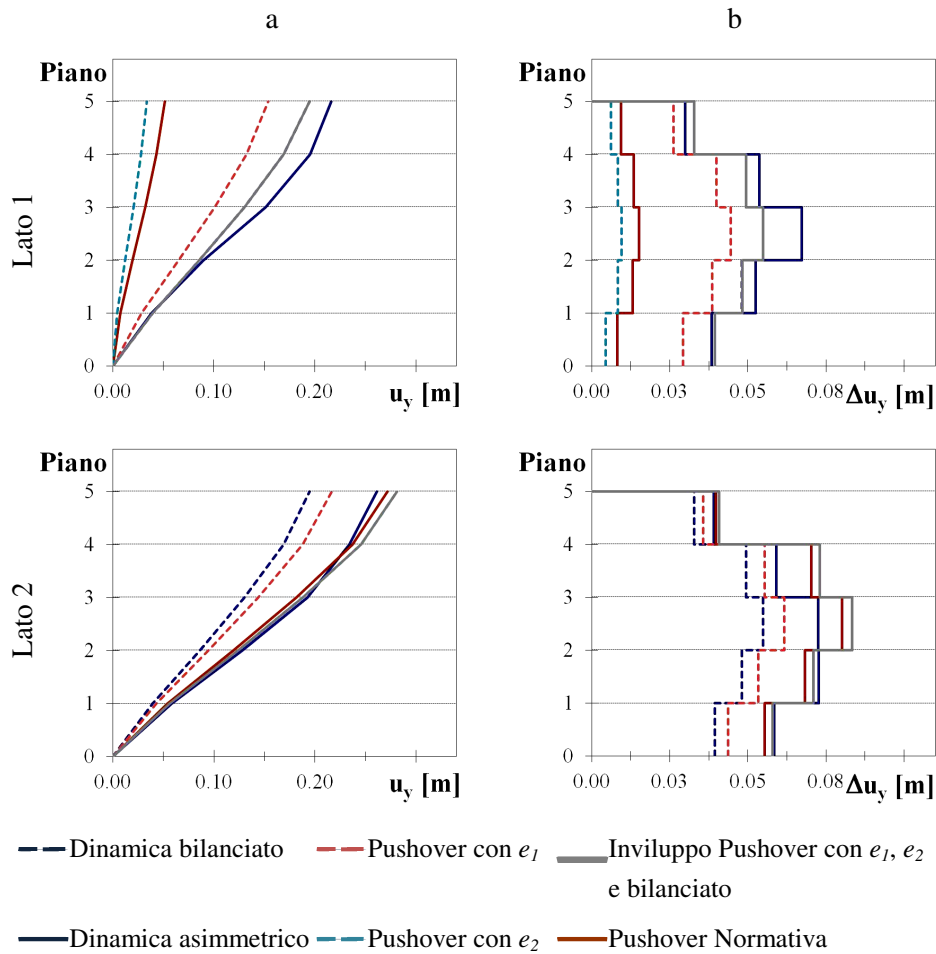 a
b
Piano
5
4
3
2
1
0
0.00
0.10
0.20
u_y [m]
Lato 1
Piano
5
4
3
2
1
0
0.00
0.03
0.05
0.08
Δu_y [m]
Piano
5
4
3
2
1
0
0.00
0.10
0.20
u_y [m]
Lato 2
Piano
5
4
3
2
1
0
0.00
0.03
0.05
0.08
Δu_y [m]
Dinamica bilanciato
Pushover con e_1
Inviluppo Pushover con e_1, e_2
e bilanciato
Dinamica asimmetrico
Pushover con e_2
Pushover Normativa